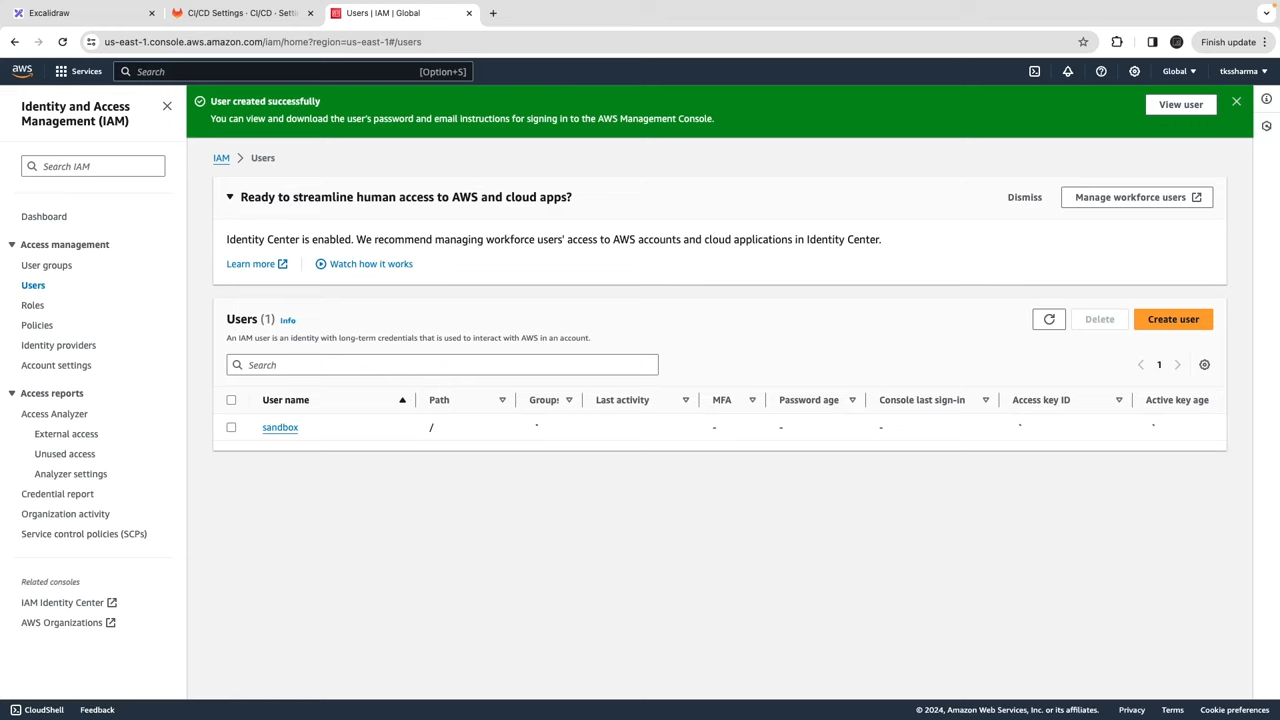 Excalidraw
CI/CD Settings · CI/CD · Setti
Users | IAM | Global
us-east-1.console.aws.amazon.com/iam/home?region=us-east-1#/users
Finish update
aws
Services
Search
[Option+S]
Global
tkssharma
Identity and Access
Management (IAM)
Search IAM
Dashboard
Access management
User groups
Users
Roles
Policies
Identity providers
Account settings
Access reports
Access Analyzer
External access
Unused access
Analyzer settings
Credential report
Organization activity
Service control policies (SCPs)
Related consoles
IAM Identity Center
AWS Organizations
User created successfully
You can view and download the user's password and email instructions for signing in to the AWS Management Console.
View user
IAM
Users
Ready to streamline human access to AWS and cloud apps?
Dismiss
Manage workforce users
Identity Center is enabled. We recommend managing workforce users' access to AWS accounts and cloud applications in Identity Center.
Learn more
Watch how it works
Users (1)
Info
An IAM user is an identity with long-term credentials that is used to interact with AWS in an account.
Delete
Create user
Search
1
User name
Path
Groups
Last activity
MFA
Password age
Console last sign-in
Access key ID
Active key age
sandbox
/
-
-
-
-
-
-
CloudShell
Feedback
© 2024, Amazon Web Services, Inc. or its affiliates.
Privacy
Terms
Cookie preferences